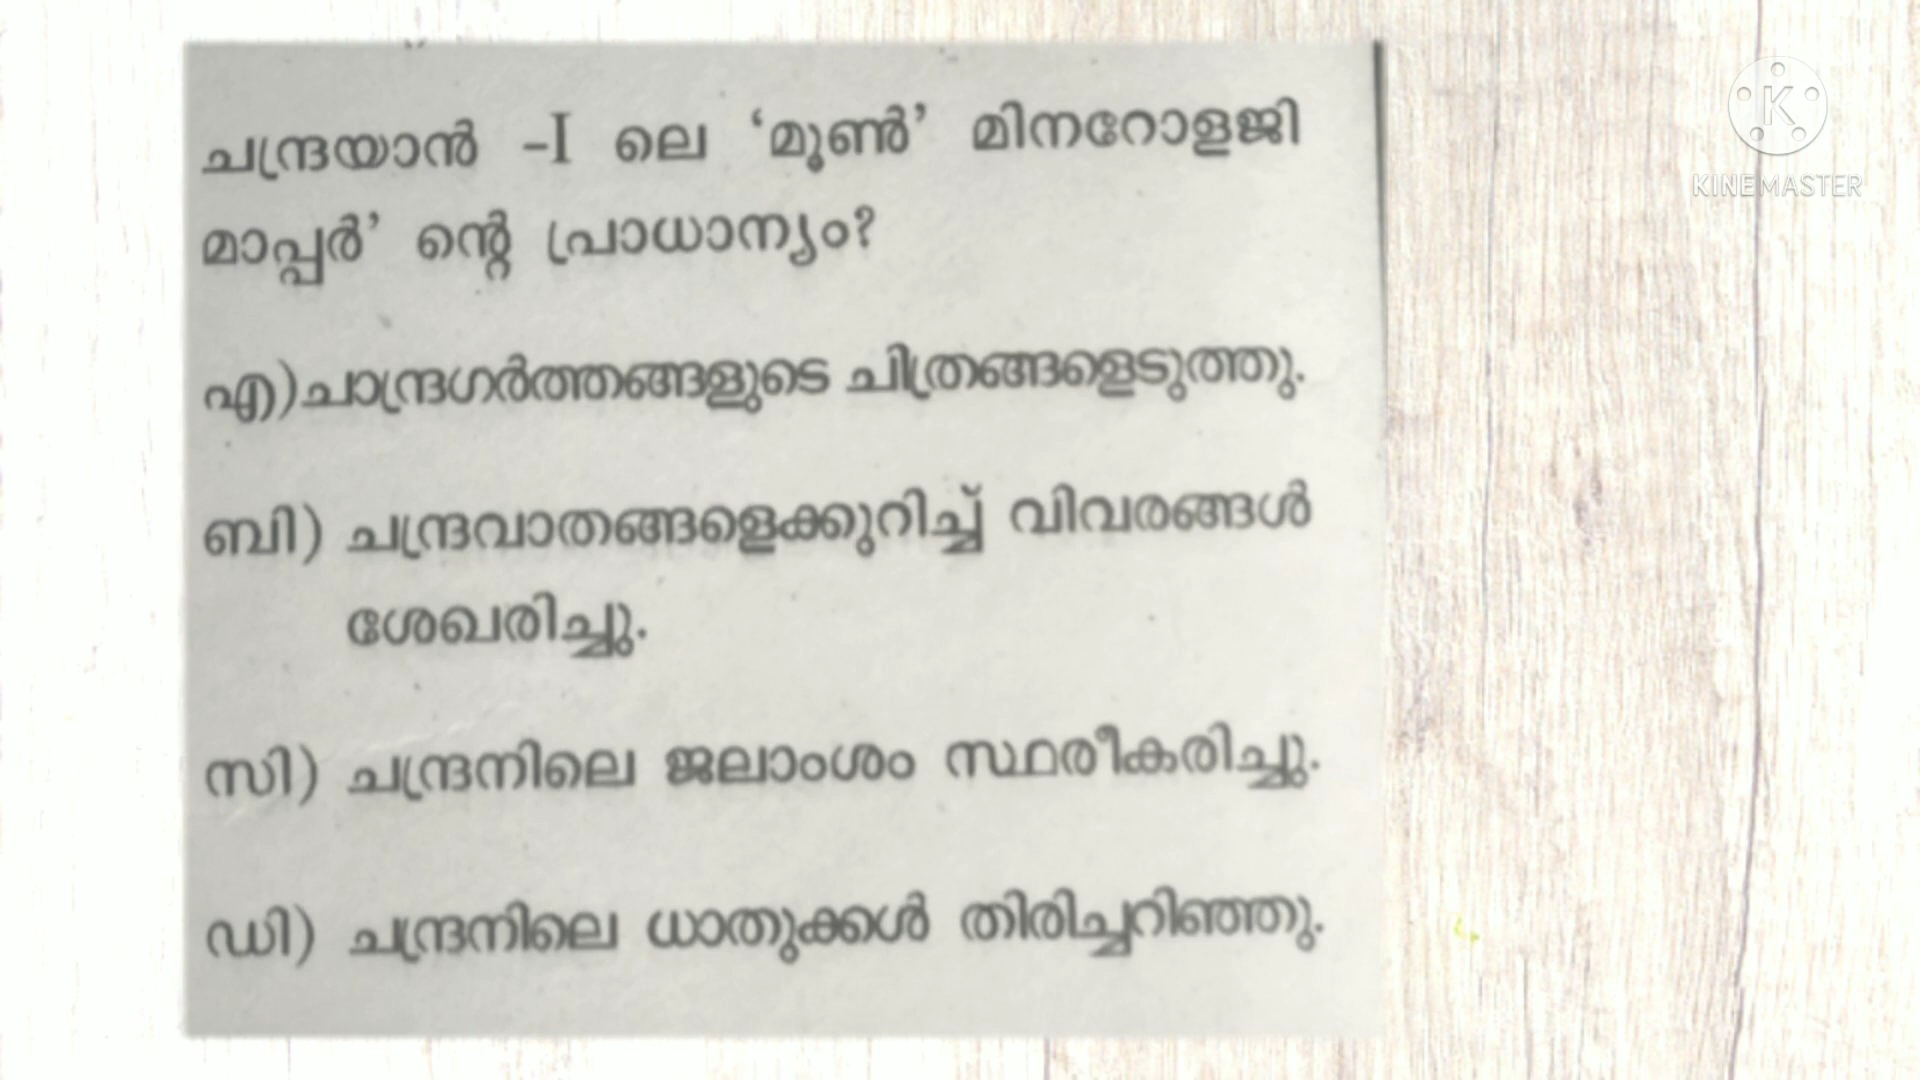 ചന്ദ്രയാൻ -I ലെ ‘മൂൺ’ മിനറോളജി
മാപ്പർ’ ന്റെ പ്രാധാന്യം?
എ)ചാന്ദ്രഗർത്തങ്ങളുടെ ചിത്രങ്ങളെടുത്തു.
ബി) ചന്ദ്രവാതങ്ങളെക്കുറിച്ച് വിവരങ്ങൾ
ശേഖരിച്ചു.
സി) ചന്ദ്രനിലെ ജലാംശം സ്ഥരീകരിച്ചു.
ഡി) ചന്ദ്രനിലെ ധാതുക്കൾ തിരിച്ചറിഞ്ഞു.
K
KINEMASTER